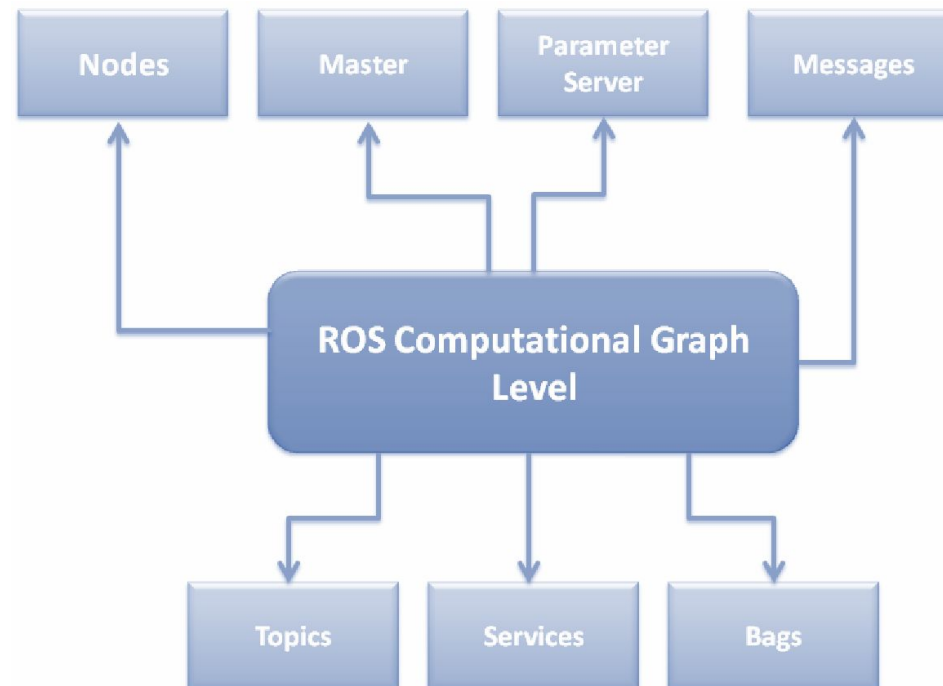 Nodes
Master
Parameter
Server
Messages
ROS Computational Graph
Level
Topics
Services
Bags